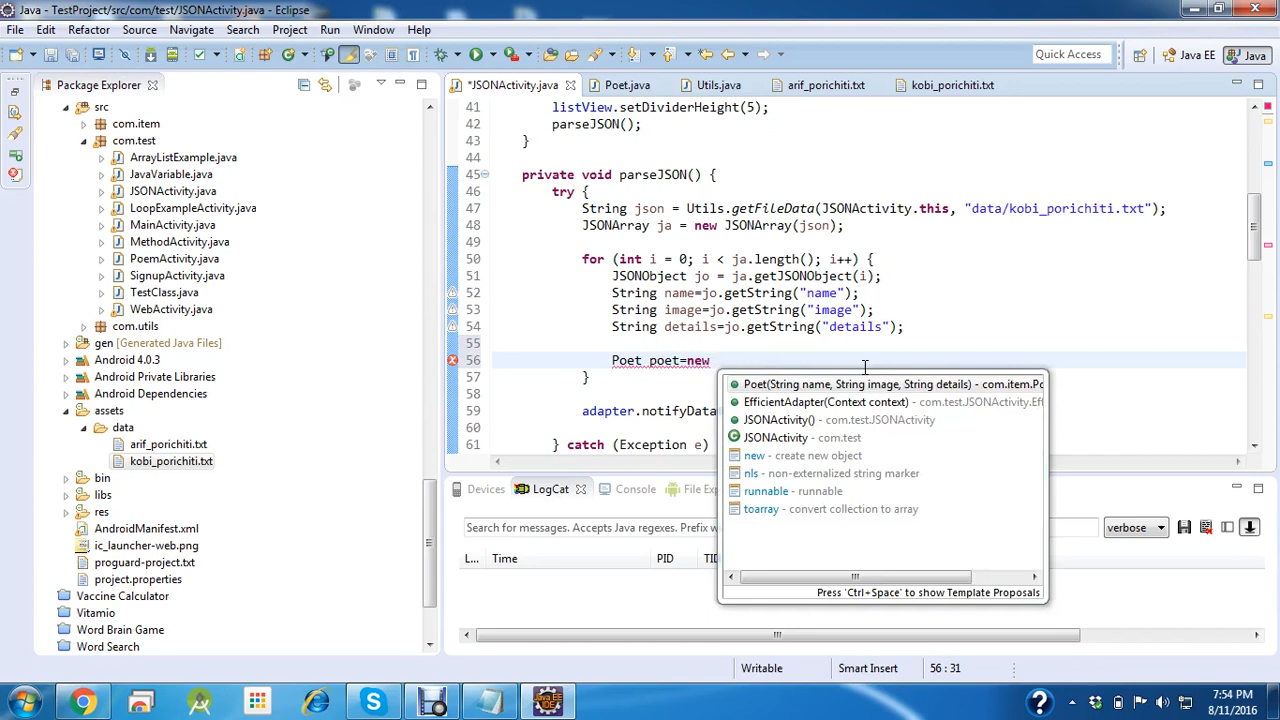 Java - TestProject/src/com/test/JSONActivity.java - Eclipse
File Edit Refactor Source Navigate Search Project Run Window Help
Quick Access
Java EE
Java
Package Explorer
src
com.item
com.test
ArrayListExample.java
JavaVariable.java
JSONActivity.java
LoopExampleActivity.java
MainActivity.java
MethodActivity.java
PoemActivity.java
SignupActivity.java
TestClass.java
WebActivity.java
com.utils
gen [Generated Java Files]
Android 4.0.3
Android Private Libraries
Android Dependencies
assets
data
arif_porichiti.txt
kobi_porichiti.txt
bin
libs
res
AndroidManifest.xml
ic_launcher-web.png
proguard-project.txt
project.properties
Vaccine Calculator
Vitamio
Word Brain Game
Word Search
*JSONActivity.java Poet.java Utils.java arif_porichiti.txt kobi_porichiti.txt
41 listView.setDividerHeight(5);
42 parseJSON();
43 }
44
45 private void parseJSON() {
46 try {
47 String json = Utils.getFileData(JSONActivity.this, "data/kobi_porichiti.txt");
48 JSONArray ja = new JSONArray(json);
49
50 for (int i = 0; i < ja.length(); i++) {
51 JSONObject jo = ja.getJSONObject(i);
52 String name=jo.getString("name");
53 String image=jo.getString("image");
54 String details=jo.getString("details");
55
56 Poet poet=new
57 }
58
59 adapter.notifyData
60
61 } catch (Exception e)
Poet(String name, String image, String details) - com.item.Po
EfficientAdapter(Context context) - com.test.JSONActivity.Eff
JSONActivity() - com.test.JSONActivity
JSONActivity - com.test
new - create new object
nls - non-externalized string marker
runnable - runnable
toarray - convert collection to array
Press 'Ctrl+Space' to show Template Proposals
Devices LogCat Console File Exp
Search for messages. Accepts Java regexes. Prefix w
verbose
L... Time PID TID
Writable Smart Insert 56 : 31
7:54 PM
8/11/2016